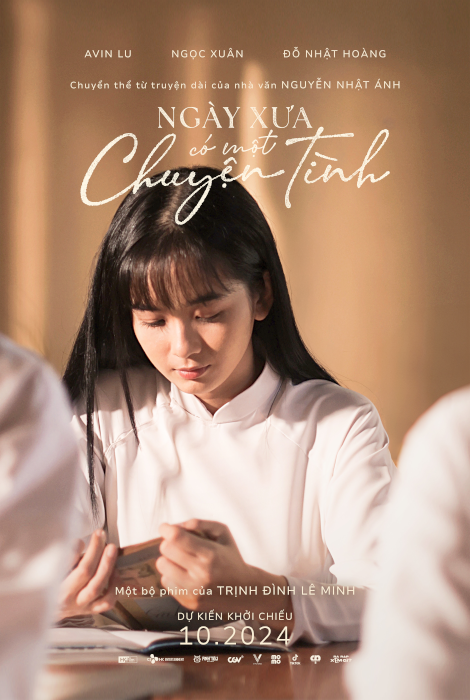 AVIN LU NGỌC XUÂN ĐỖ NHẬT HOÀNG
Chuyển thể từ truyện dài của nhà văn NGUYỄN NHẬT ÁNH
NGÀY XƯA
có một
Chuyện Tình
Một bộ phim của TRỊNH ĐÌNH LÊ MINH
DỰ KIẾN KHỞI CHIẾU
10.2024
CGV